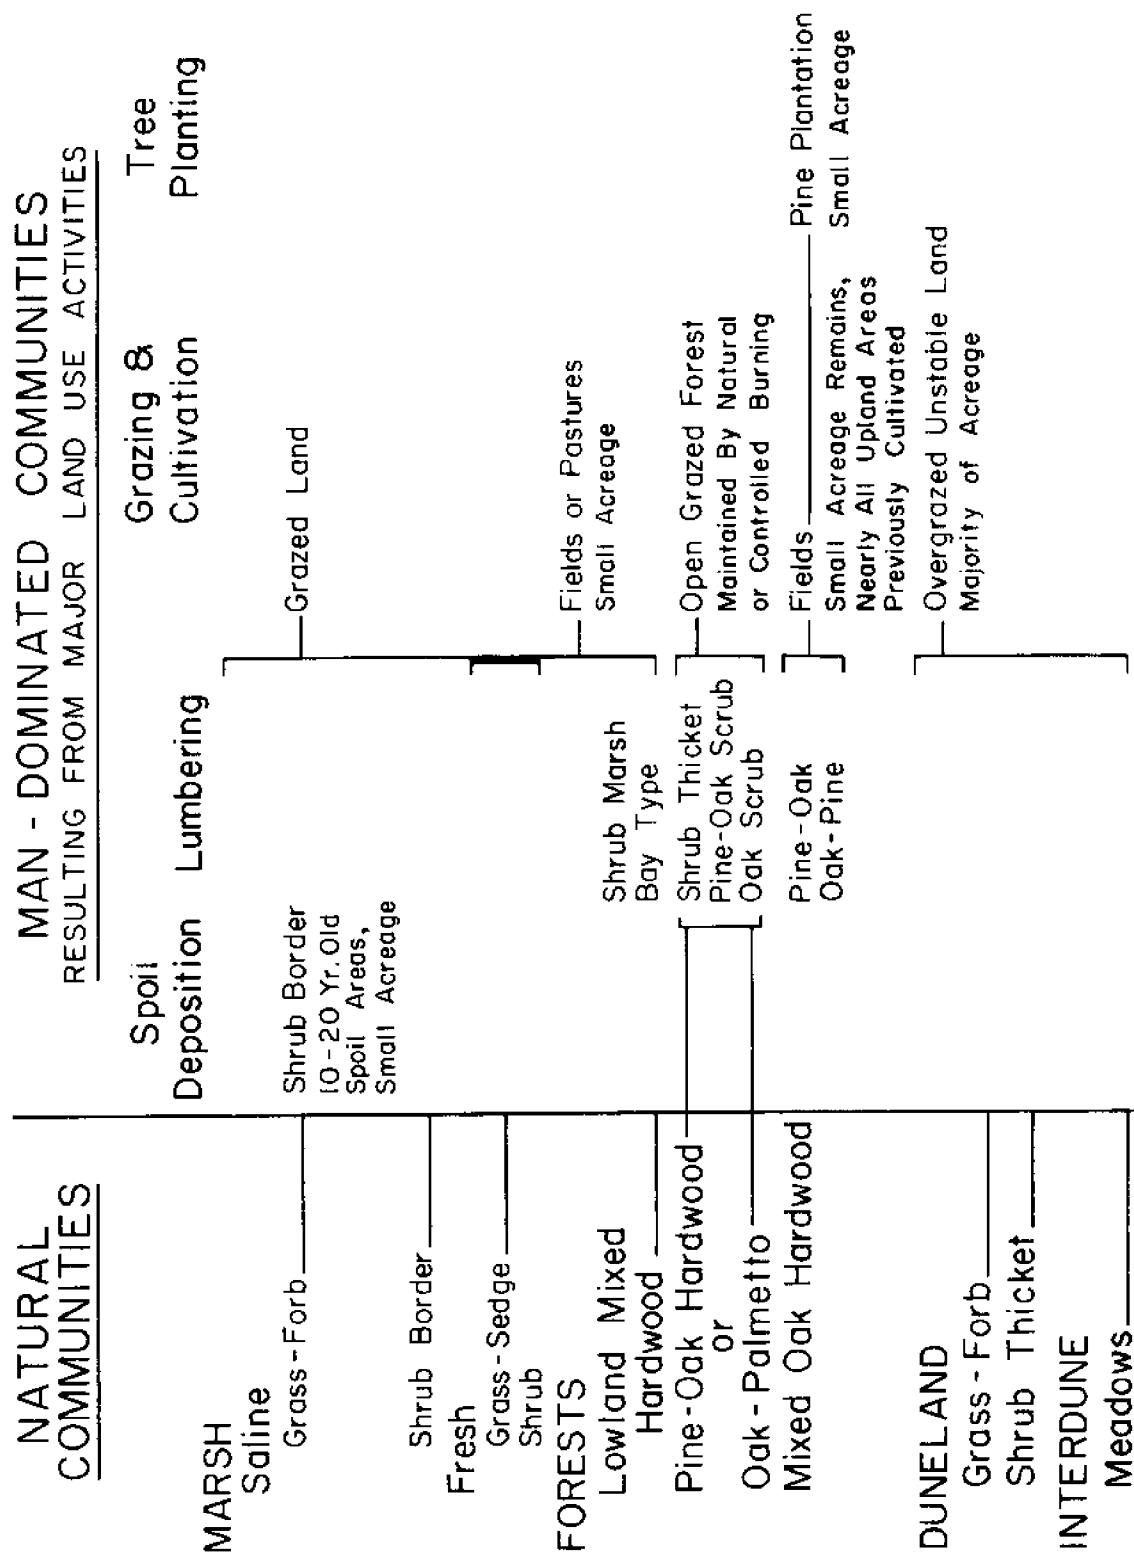 NATURAL
COMMUNITIES
MAN-DOMINATED COMMUNITIES
RESULTING FROM MAJOR LAND USE ACTIVITIES
Spoil
Deposition
Lumbering
Grazing &
Cultivation
Tree
Planting
MARSH
Saline
Grass-Forb
Shrub Border
10-20 Yr. Old
Spoil Areas,
Small Acreage
Grazed Land
Shrub Border
Fresh
Grass-Sedge
Shrub
Fields or Pastures
Small Acreage
FORESTS
Lowland Mixed
Hardwood
Shrub Marsh
Bay Type
Pine-Oak Hardwood
or
Oak-Palmetto
Mixed Oak Hardwood
Shrub Thicket
Pine-Oak Scrub
Oak Scrub
Open Grazed Forest
Maintained By Natural
or Controlled Burning
Pine-Oak
Oak-Pine
Fields
Small Acreage Remains,
Nearly All Upland Areas
Previously Cultivated
Pine Plantation
Small Acreage
DUNELAND
Grass-Forb
Shrub Thicket
Overgrazed Unstable Land
Majority of Acreage
INTERDUNE
Meadows